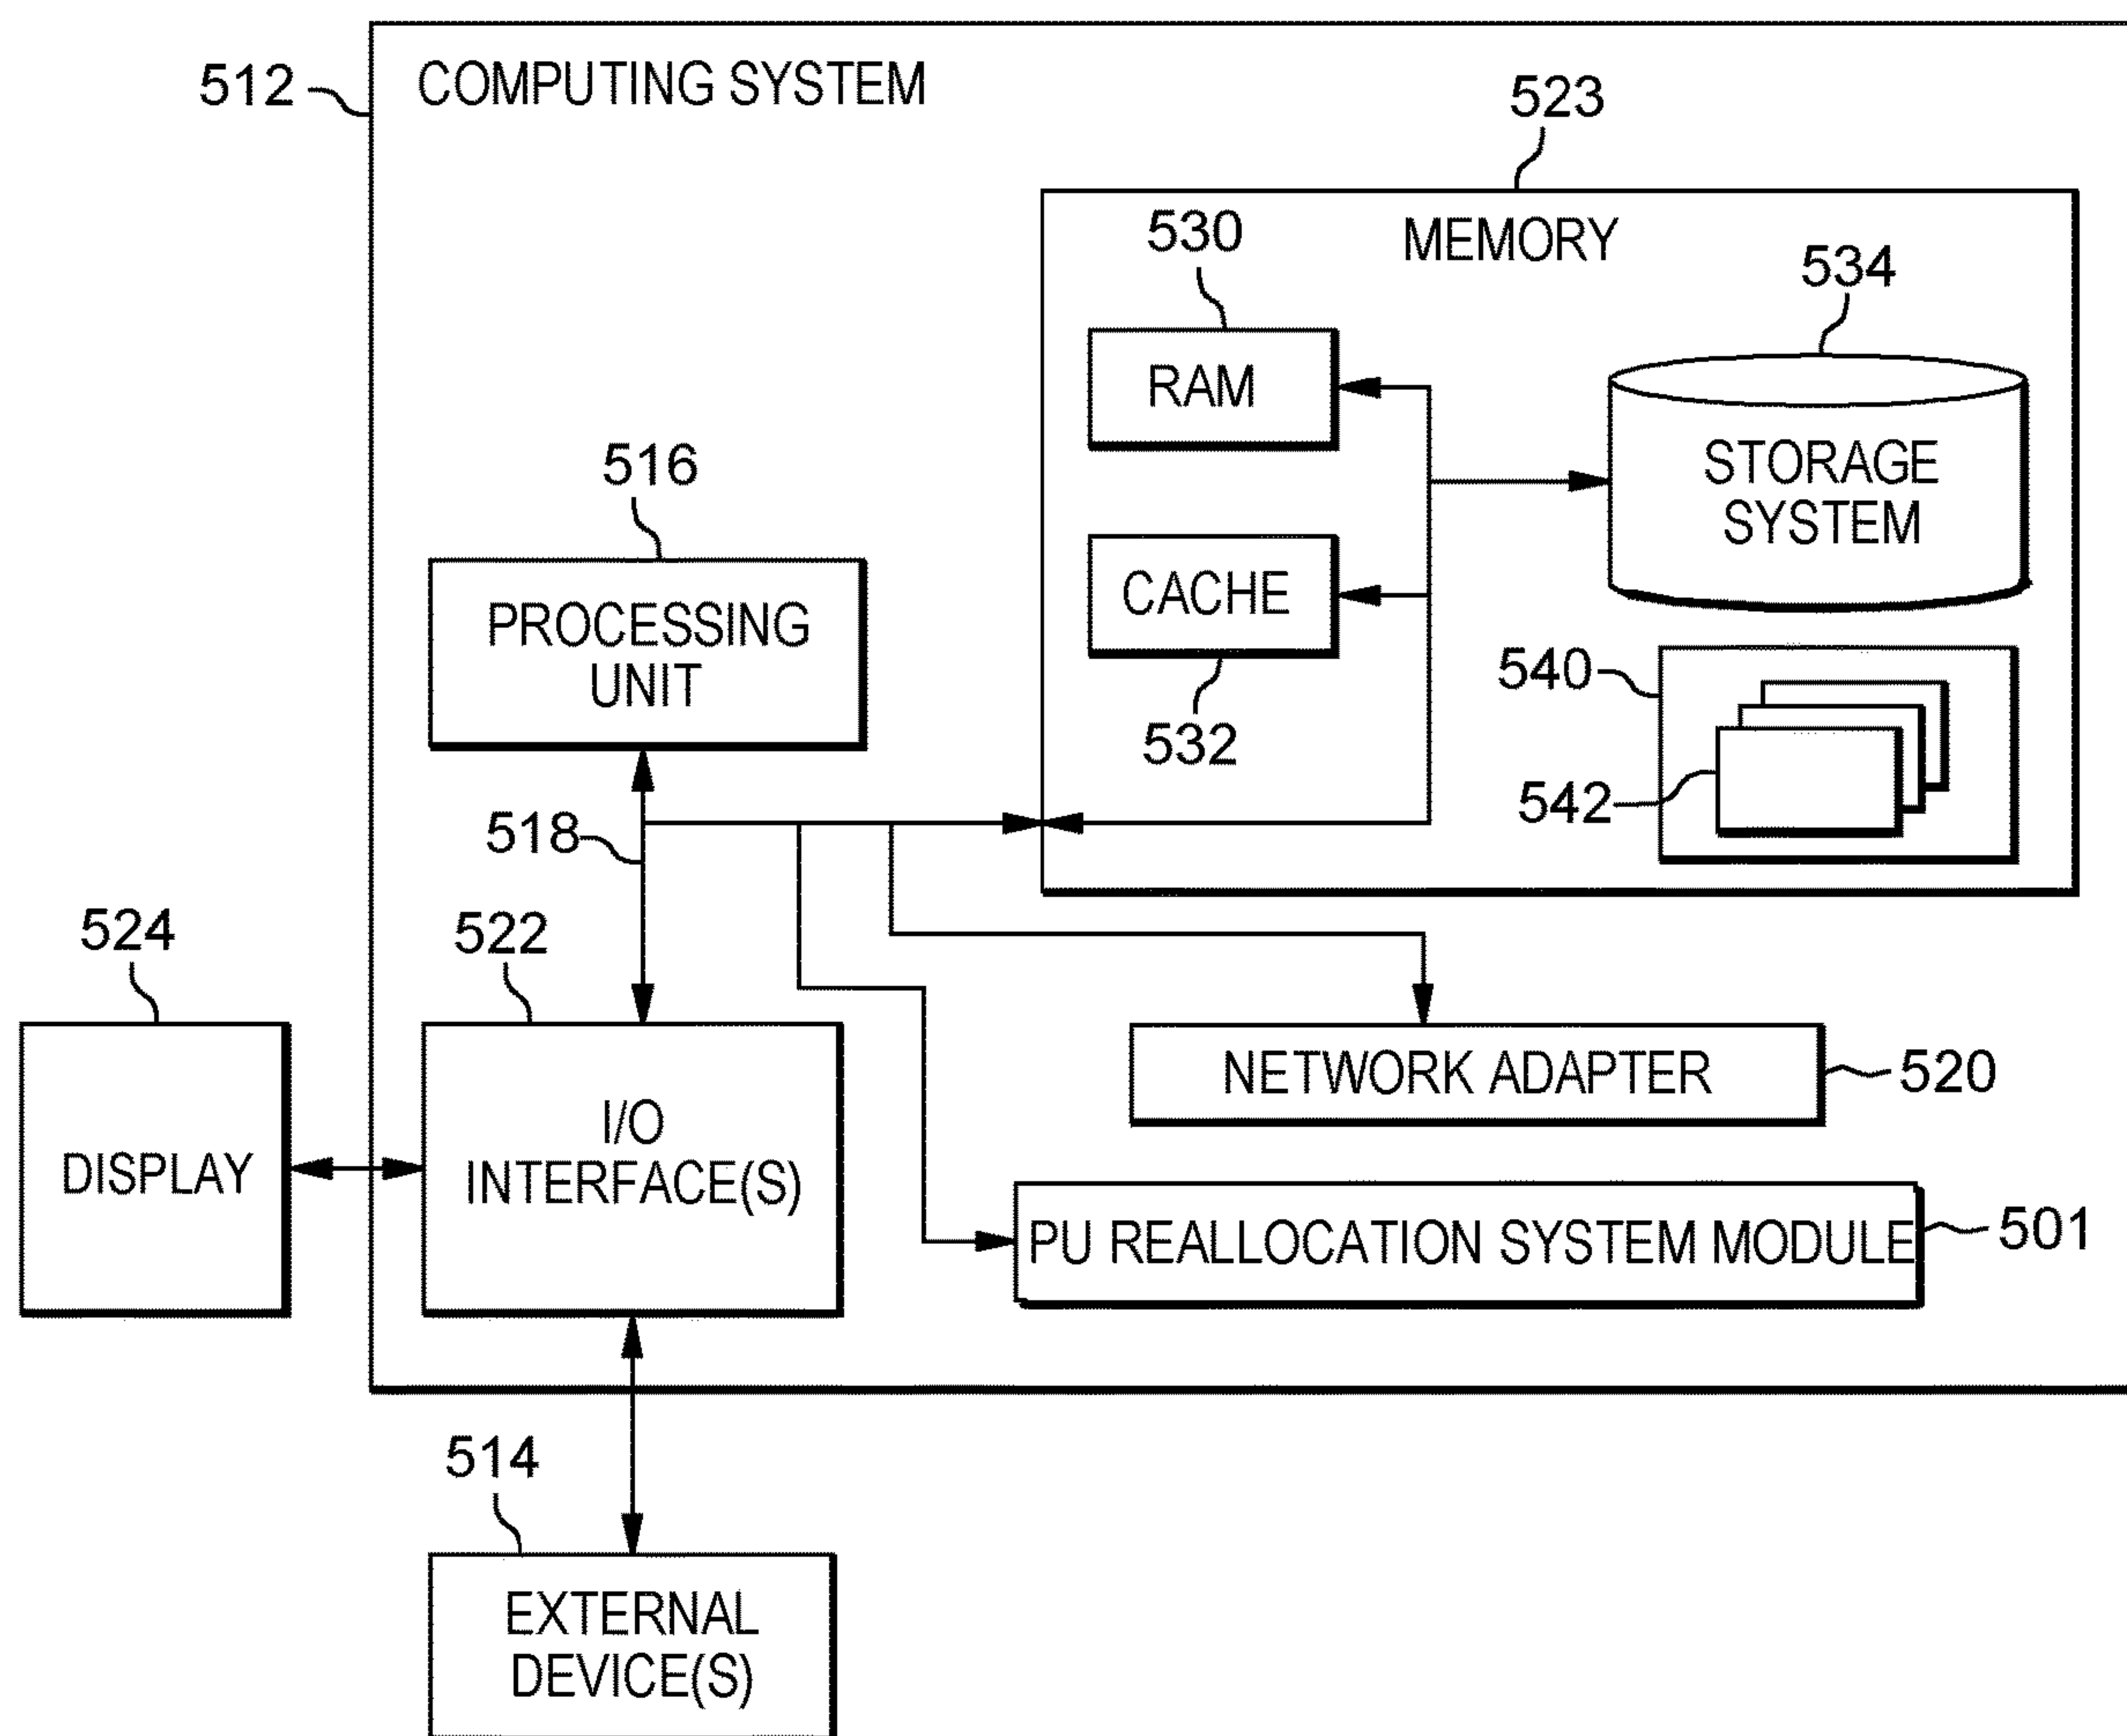 512
COMPUTING SYSTEM
523
MEMORY
530
534
RAM
STORAGE
SYSTEM
516
PROCESSING
UNIT
CACHE
532
540
542
518
524
522
DISPLAY
I/O
INTERFACE(S)
NETWORK ADAPTER
520
PU REALLOCATION SYSTEM MODULE
501
514
EXTERNAL
DEVICE(S)